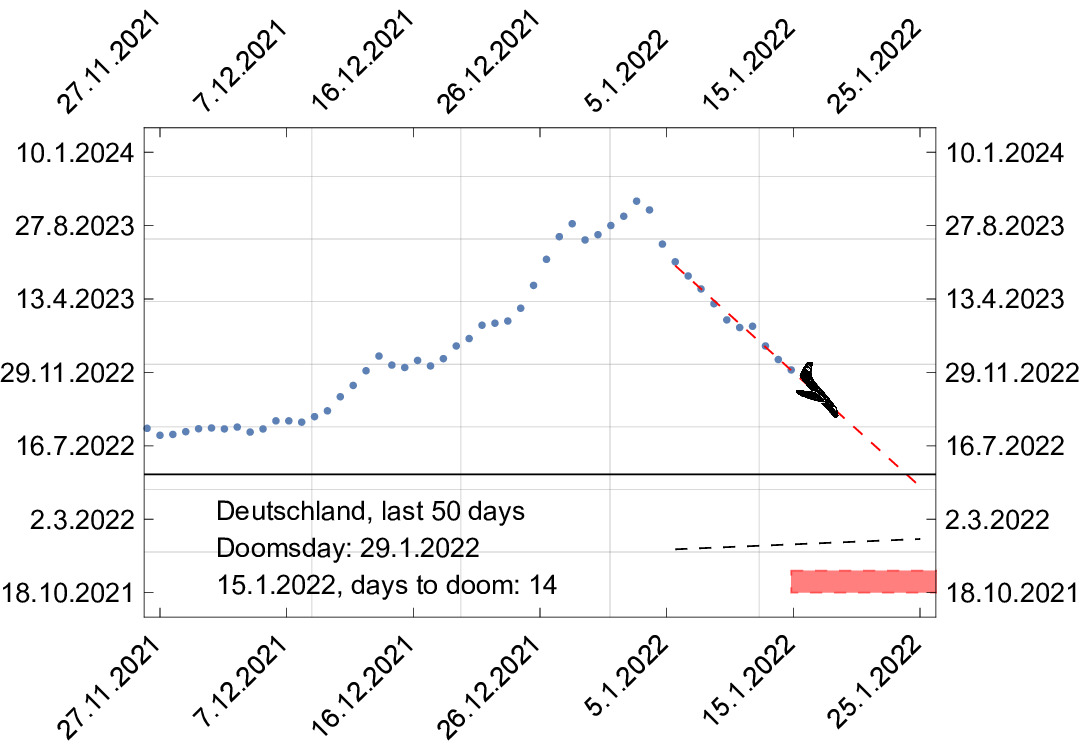 27.11.2021 7.12.2021 16.12.2021 26.12.2021 5.1.2022 15.1.2022 25.1.2022
10.1.2024 10.1.2024
27.8.2023 27.8.2023
13.4.2023 13.4.2023
29.11.2022 29.11.2022
16.7.2022 16.7.2022
Deutschland, last 50 days
2.3.2022 2.3.2022
Doomsday: 29.1.2022
15.1.2022, days to doom: 14
18.10.2021 18.10.2021
27.11.2021 7.12.2021 16.12.2021 26.12.2021 5.1.2022 15.1.2022 25.1.2022